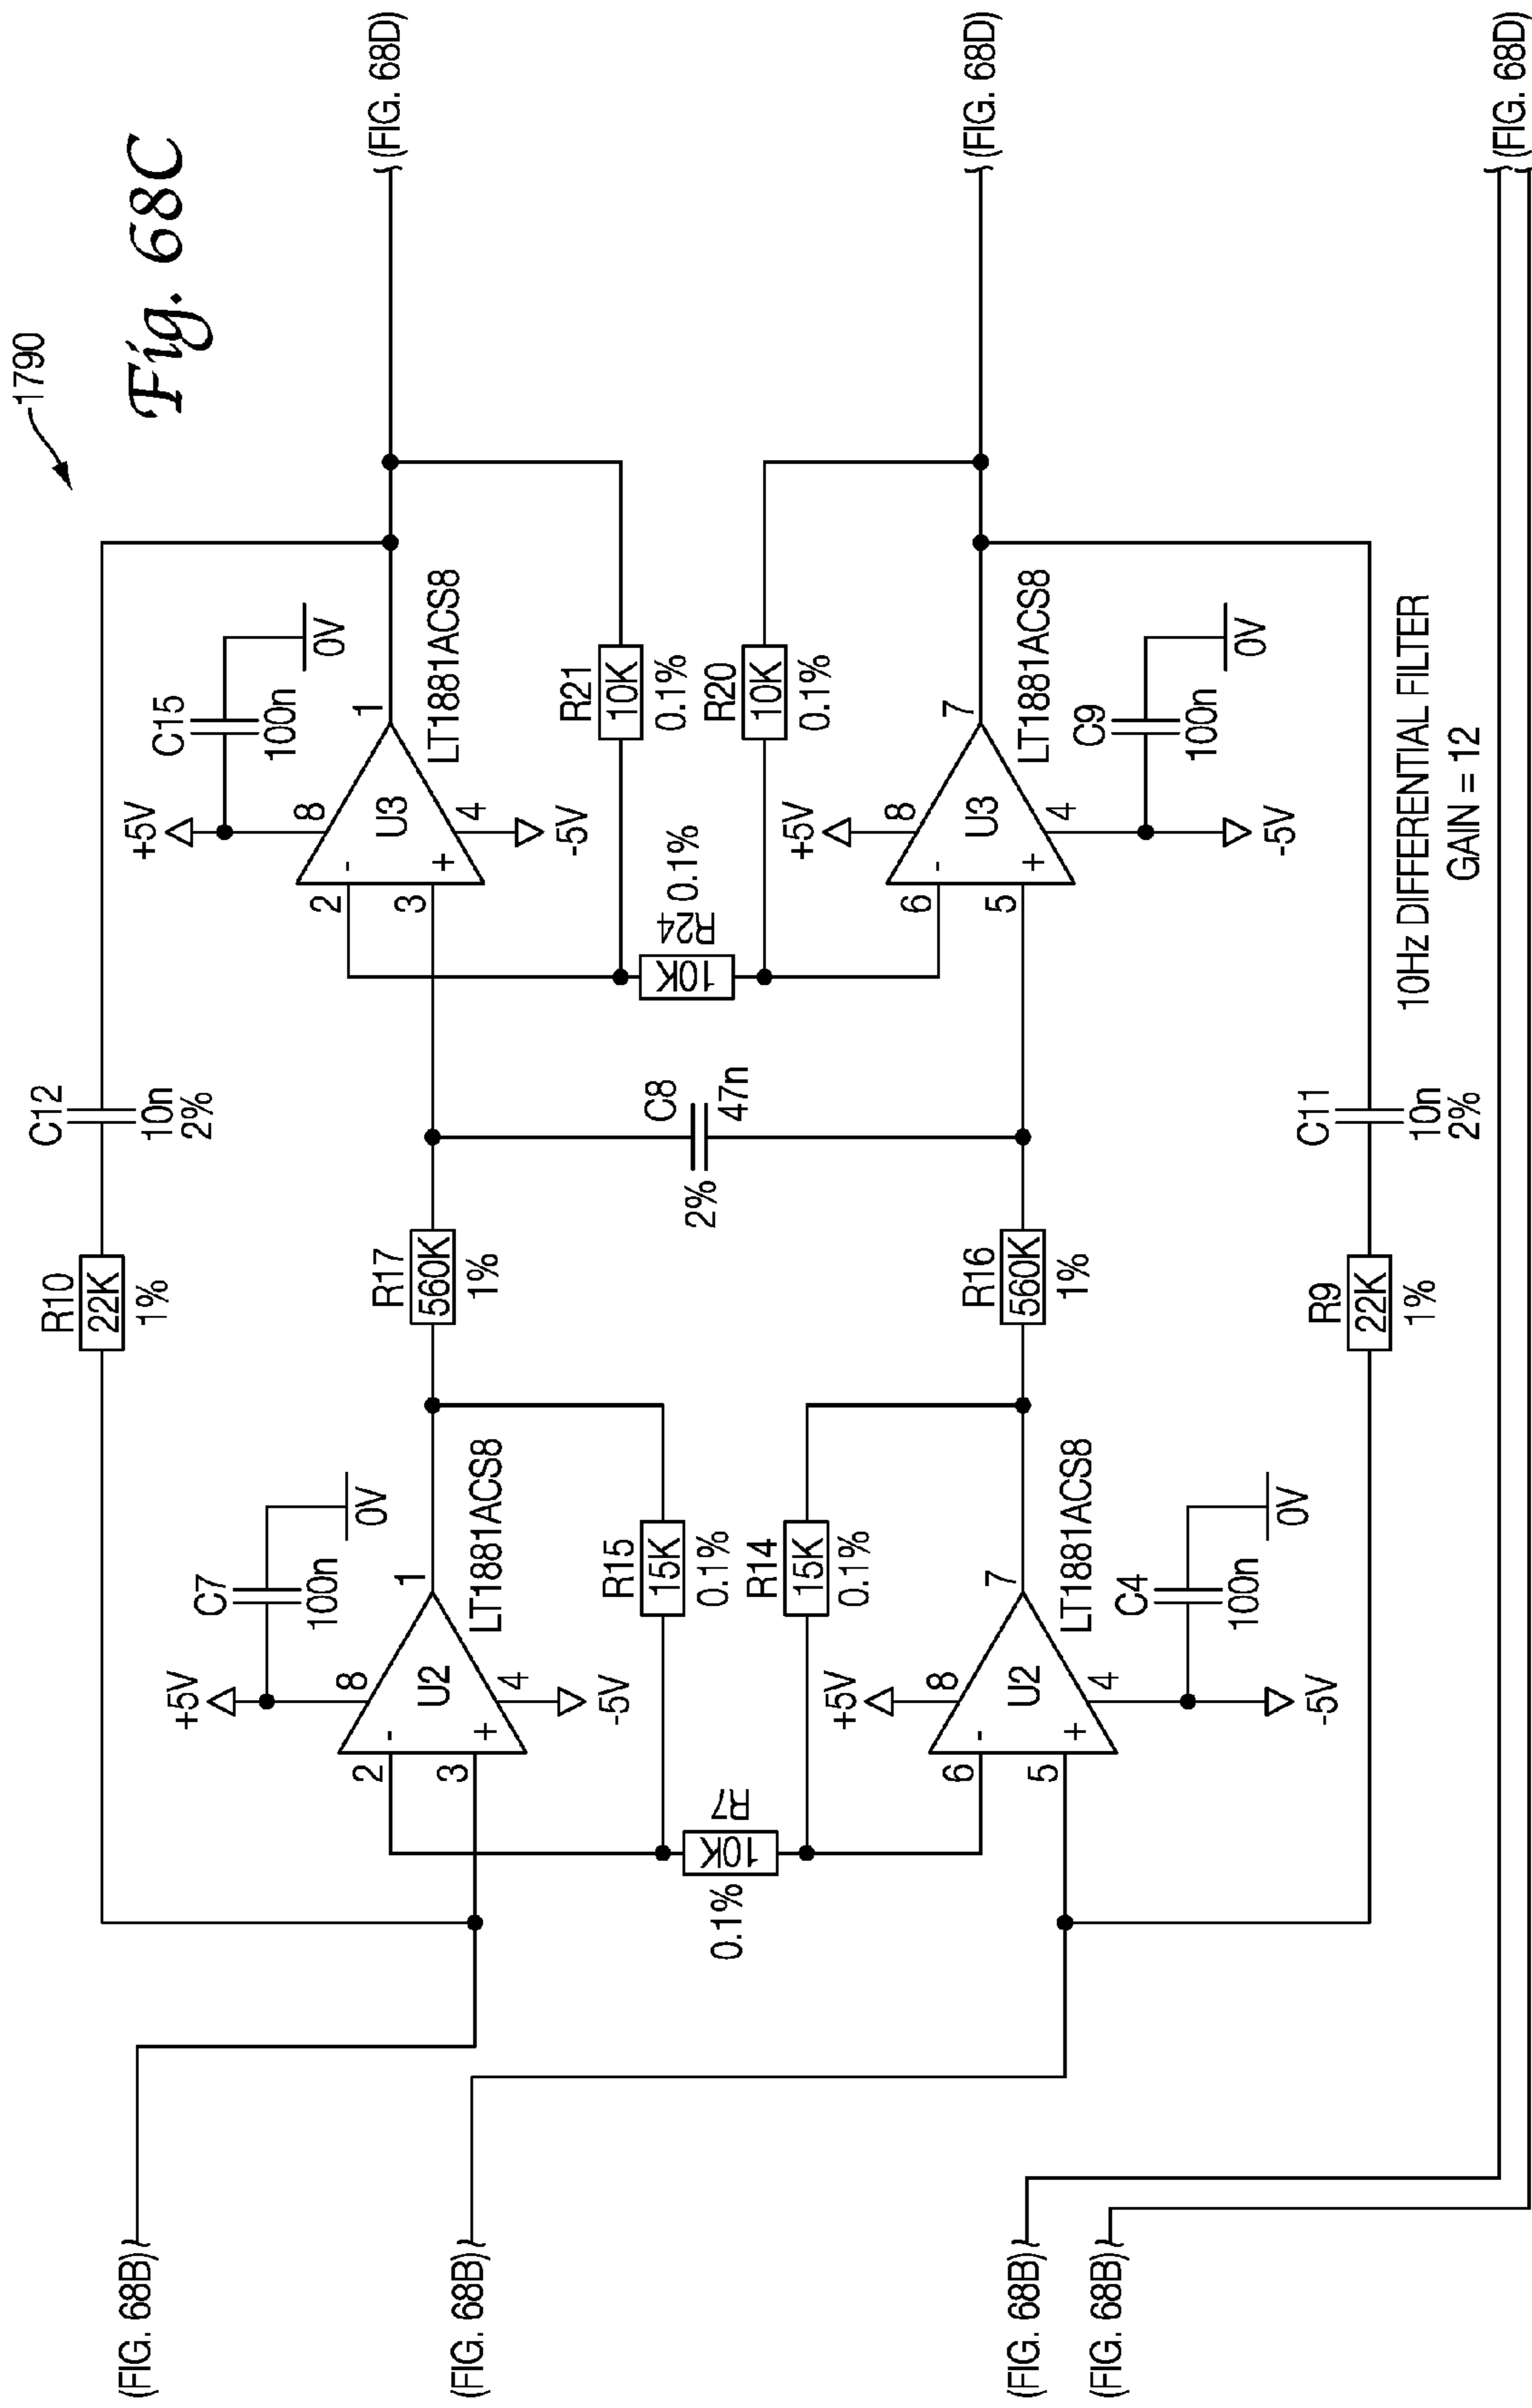 1790
Fig. 68C
(FIG. 68B)
(FIG. 68B)
(FIG. 68B)
(FIG. 68B)
(FIG. 68D)
(FIG. 68D)
(FIG. 68D)
R10
22K
1%
C12
10n
2%
+5V
C7
100n
0V
8
2
-
3
+
U2
1
4
-5V
LT1881ACS8
R15
15K
0.1%
R7
10K
0.1%
R14
15K
0.1%
+5V
8
6
-
5
+
U2
7
4
-5V
LT1881ACS8
C4
100n
0V
R17
560K
1%
C8
47n
2%
R16
560K
1%
R9
22K
1%
C11
10n
2%
+5V
C15
100n
0V
8
2
-
3
+
U3
1
4
-5V
LT1881ACS8
R21
10K
0.1%
R24
10K
0.1%
R20
10K
0.1%
+5V
8
6
-
5
+
U3
7
4
-5V
LT1881ACS8
C9
100n
0V
10Hz DIFFERENTIAL FILTER
GAIN = 12